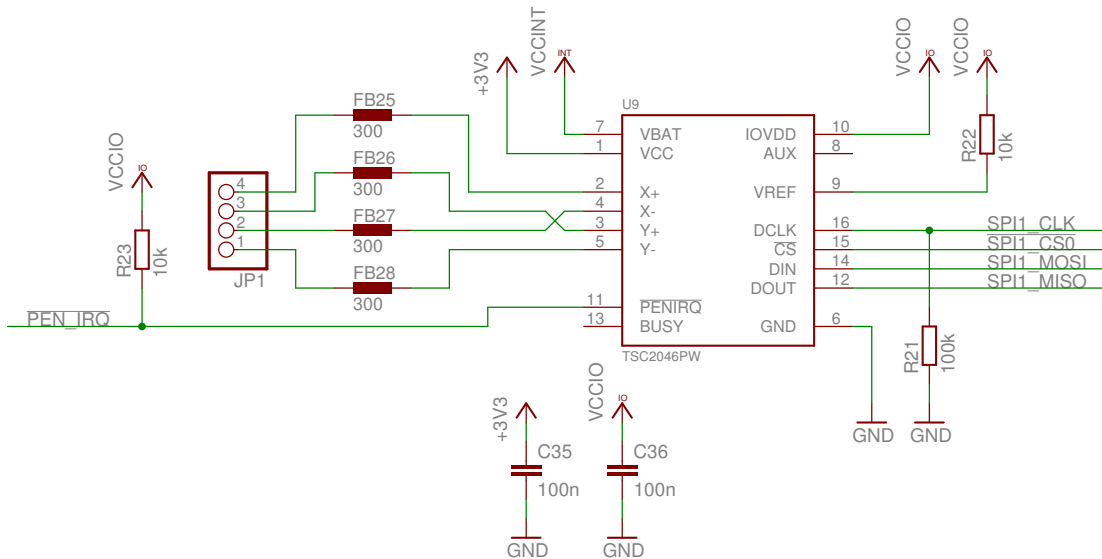 VCCINT
INT
+3V3
VCCIO
IO
VCCIO
IO
U9
FB25
300
7
VBAT
IOVDD
10
1
VCC
AUX
8
R22
10k
VCCIO
IO
FB26
300
4
3
2
1
JP1
2
X+
VREF
9
4
X-
3
Y+
DCLK
16
SPI1_CLK
5
Y-
CS
15
SPI1_CS0
FB27
300
DIN
14
SPI1_MOSI
DOUT
12
SPI1_MISO
R23
10k
FB28
300
11
PENIRQ
PEN_IRQ
13
BUSY
GND
6
TSC2046PW
R21
100k
GND
GND
+3V3
VCCIO
IO
C35
100n
C36
100n
GND
GND